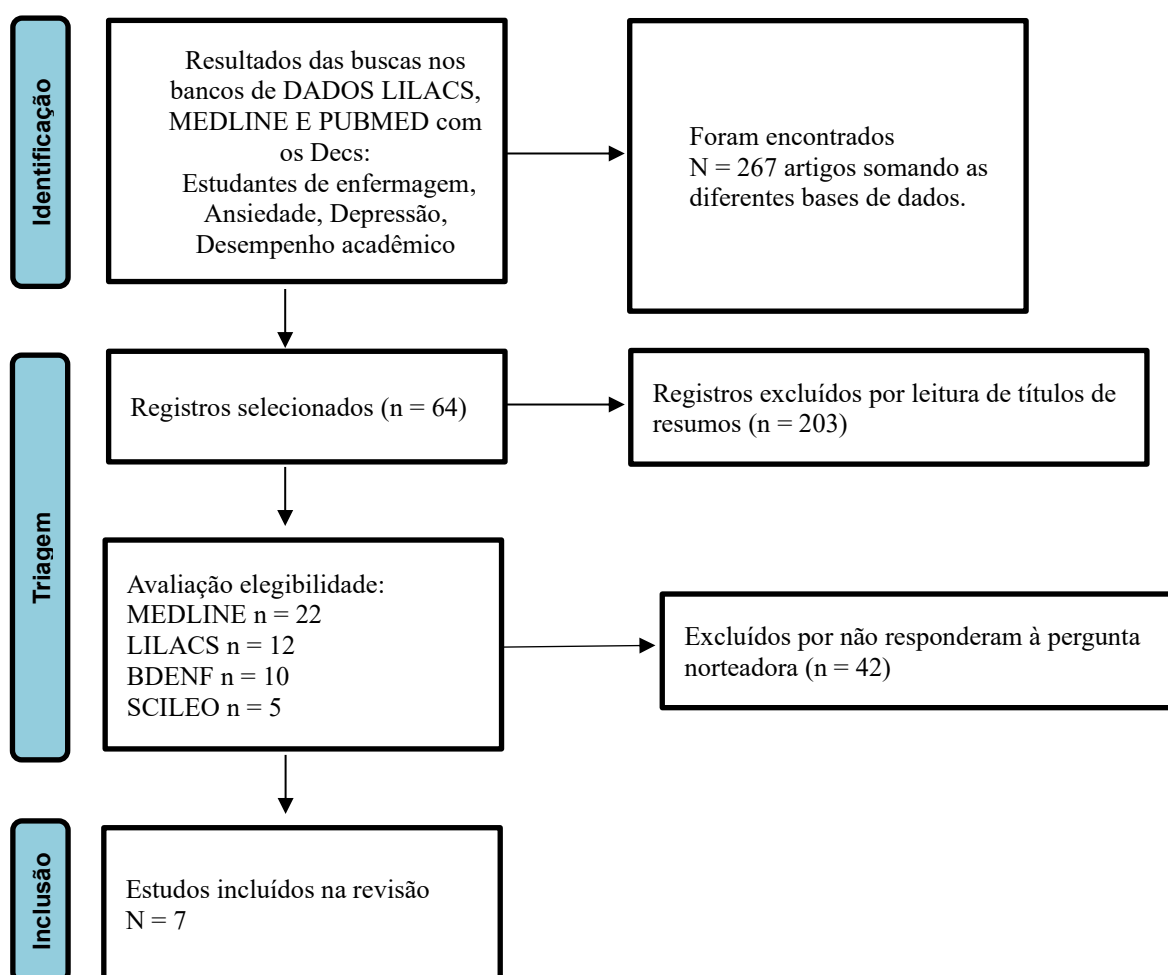 Identificação
Resultados das buscas nos
bancos de DADOS LILACS,
MEDLINE E PUBMED com
os Decs:
Estudantes de enfermagem,
Ansiedade, Depressão,
Desempenho acadêmico
Foram encontrados
N = 267 artigos somando as
diferentes bases de dados.
Triagem
Registros selecionados (n = 64)
Registros excluídos por leitura de títulos de
resumos (n = 203)
Avaliação elegibilidade:
MEDLINE n = 22
LILACS n = 12
BDENF n = 10
SCILEO n = 5
Excluídos por não responderam à pergunta
norteadora (n = 42)
Inclusão
Estudos incluídos na revisão
N = 7